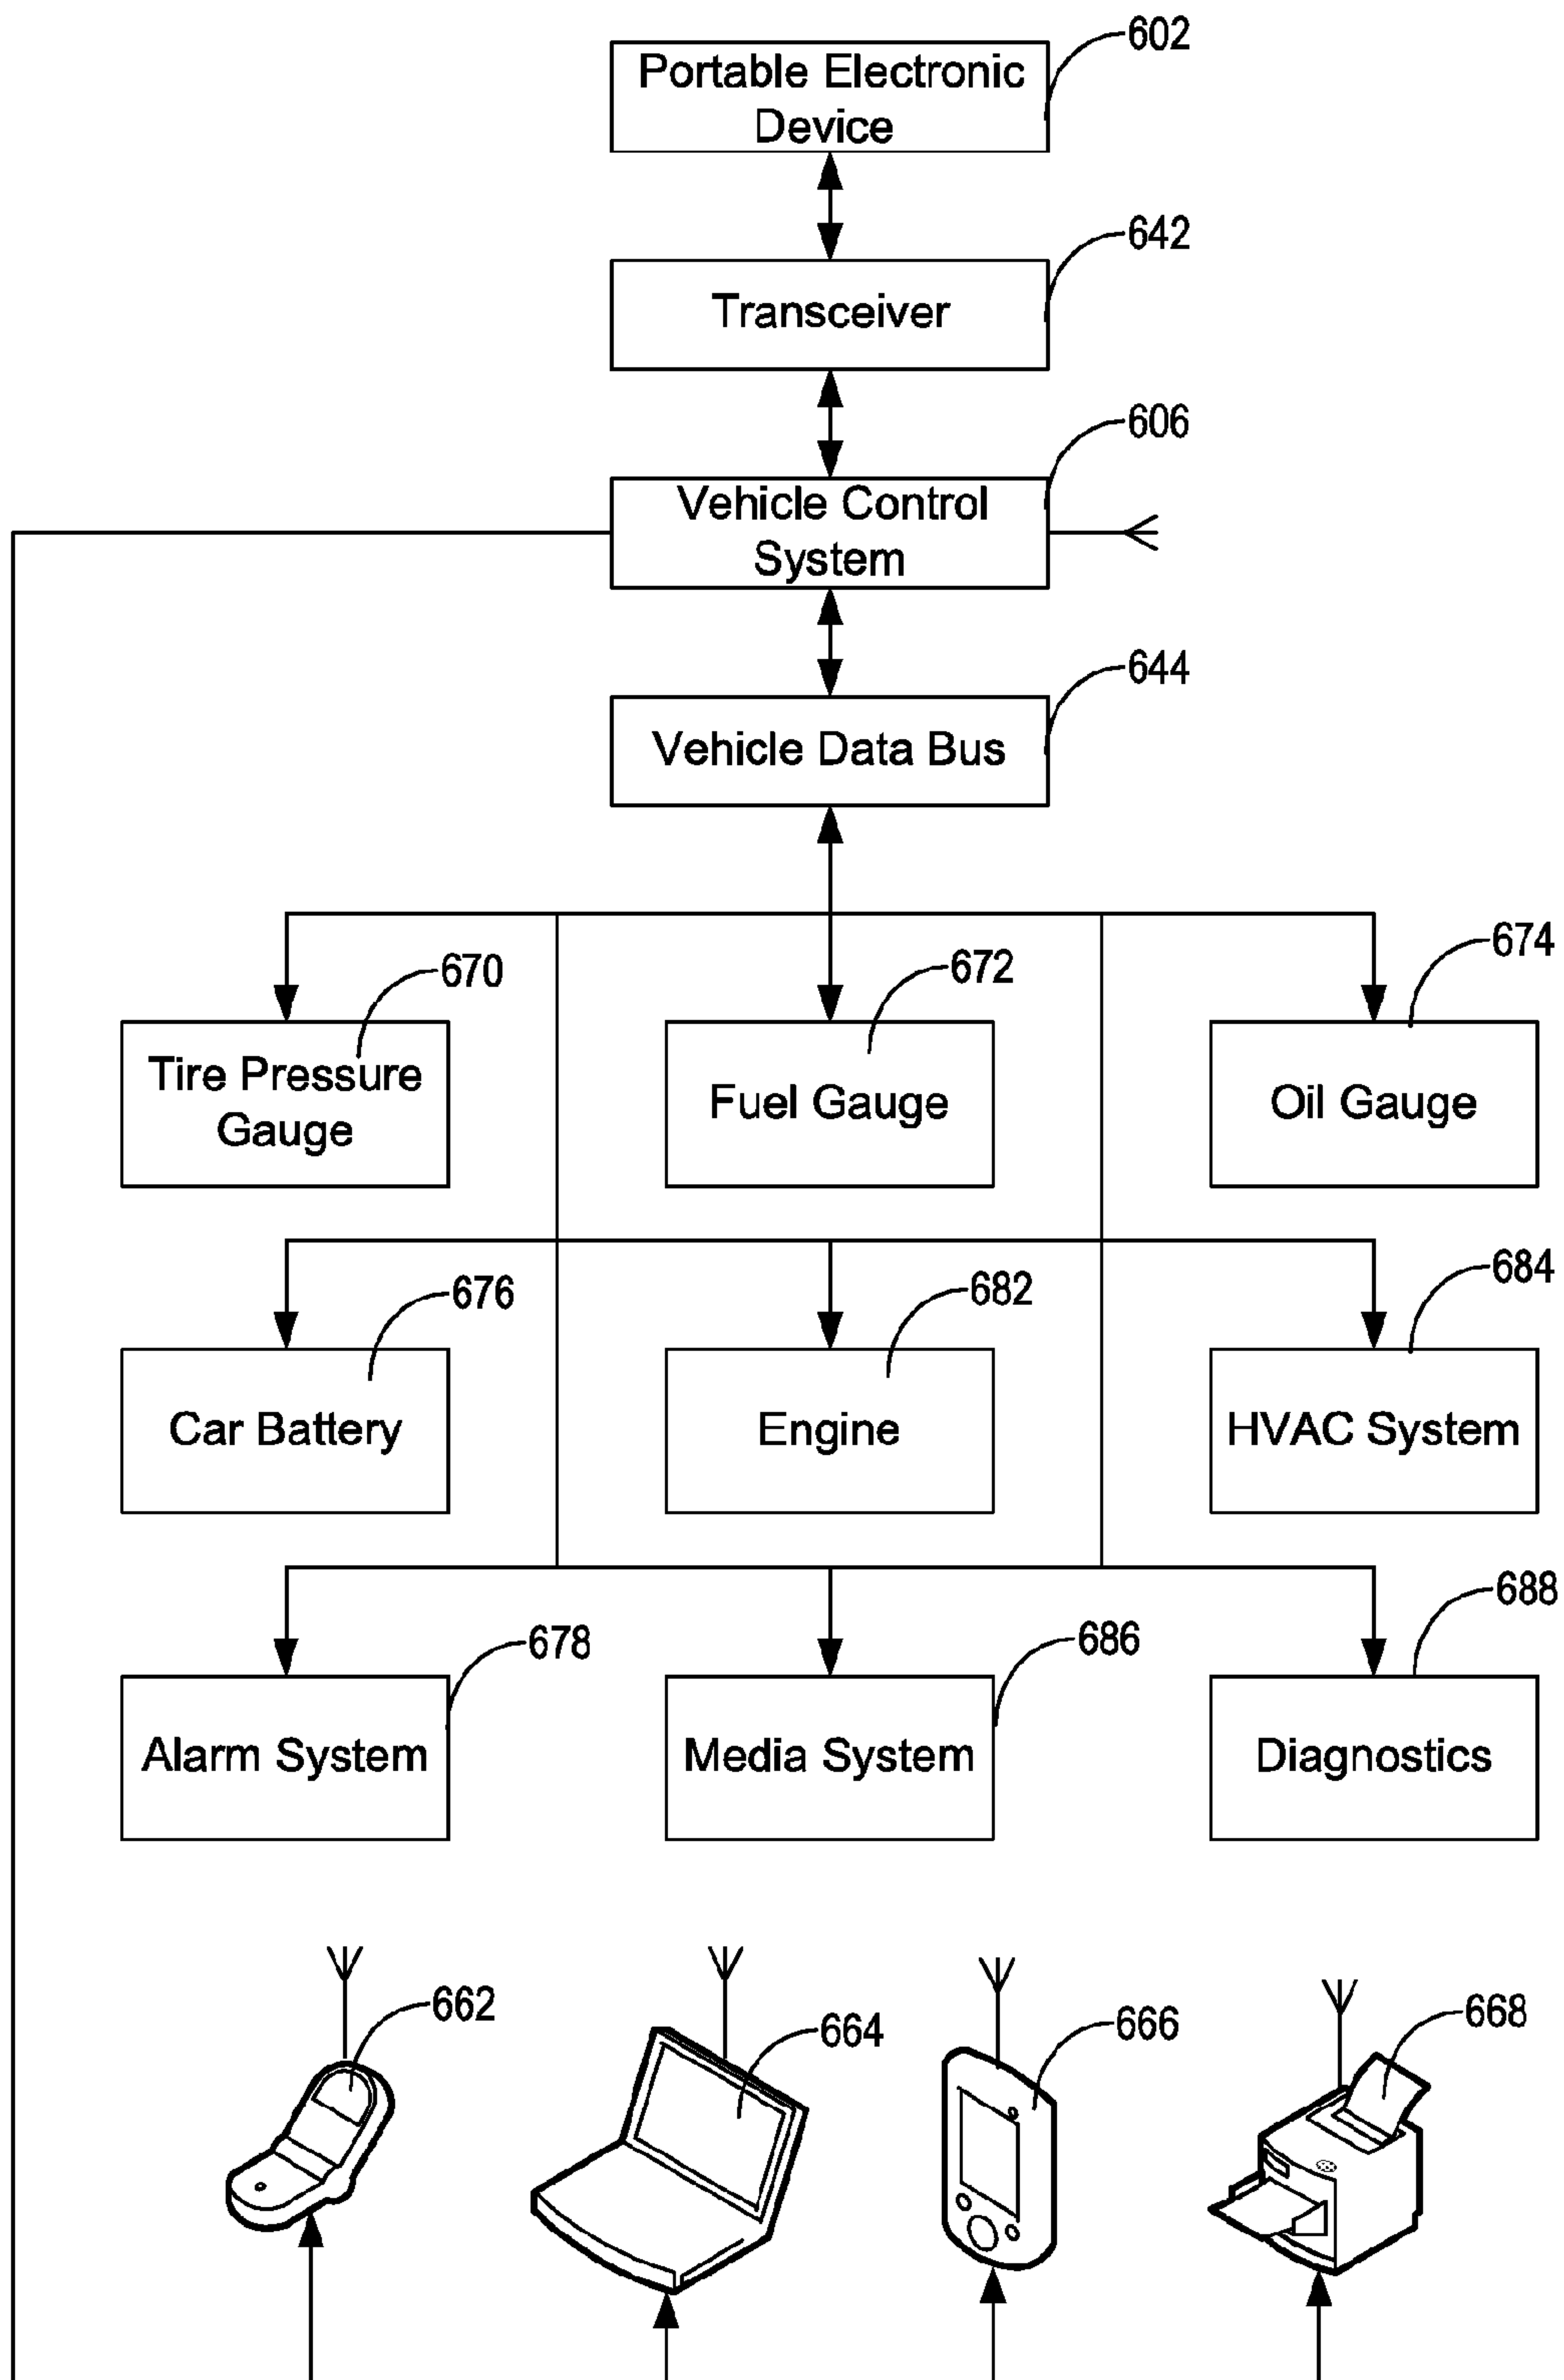 602
Portable Electronic
Device
642
Transceiver
606
Vehicle Control
System
644
Vehicle Data Bus
670
672
674
Tire Pressure
Gauge
Fuel Gauge
Oil Gauge
676
682
684
Car Battery
Engine
HVAC System
678
686
688
Alarm System
Media System
Diagnostics
662
664
666
668